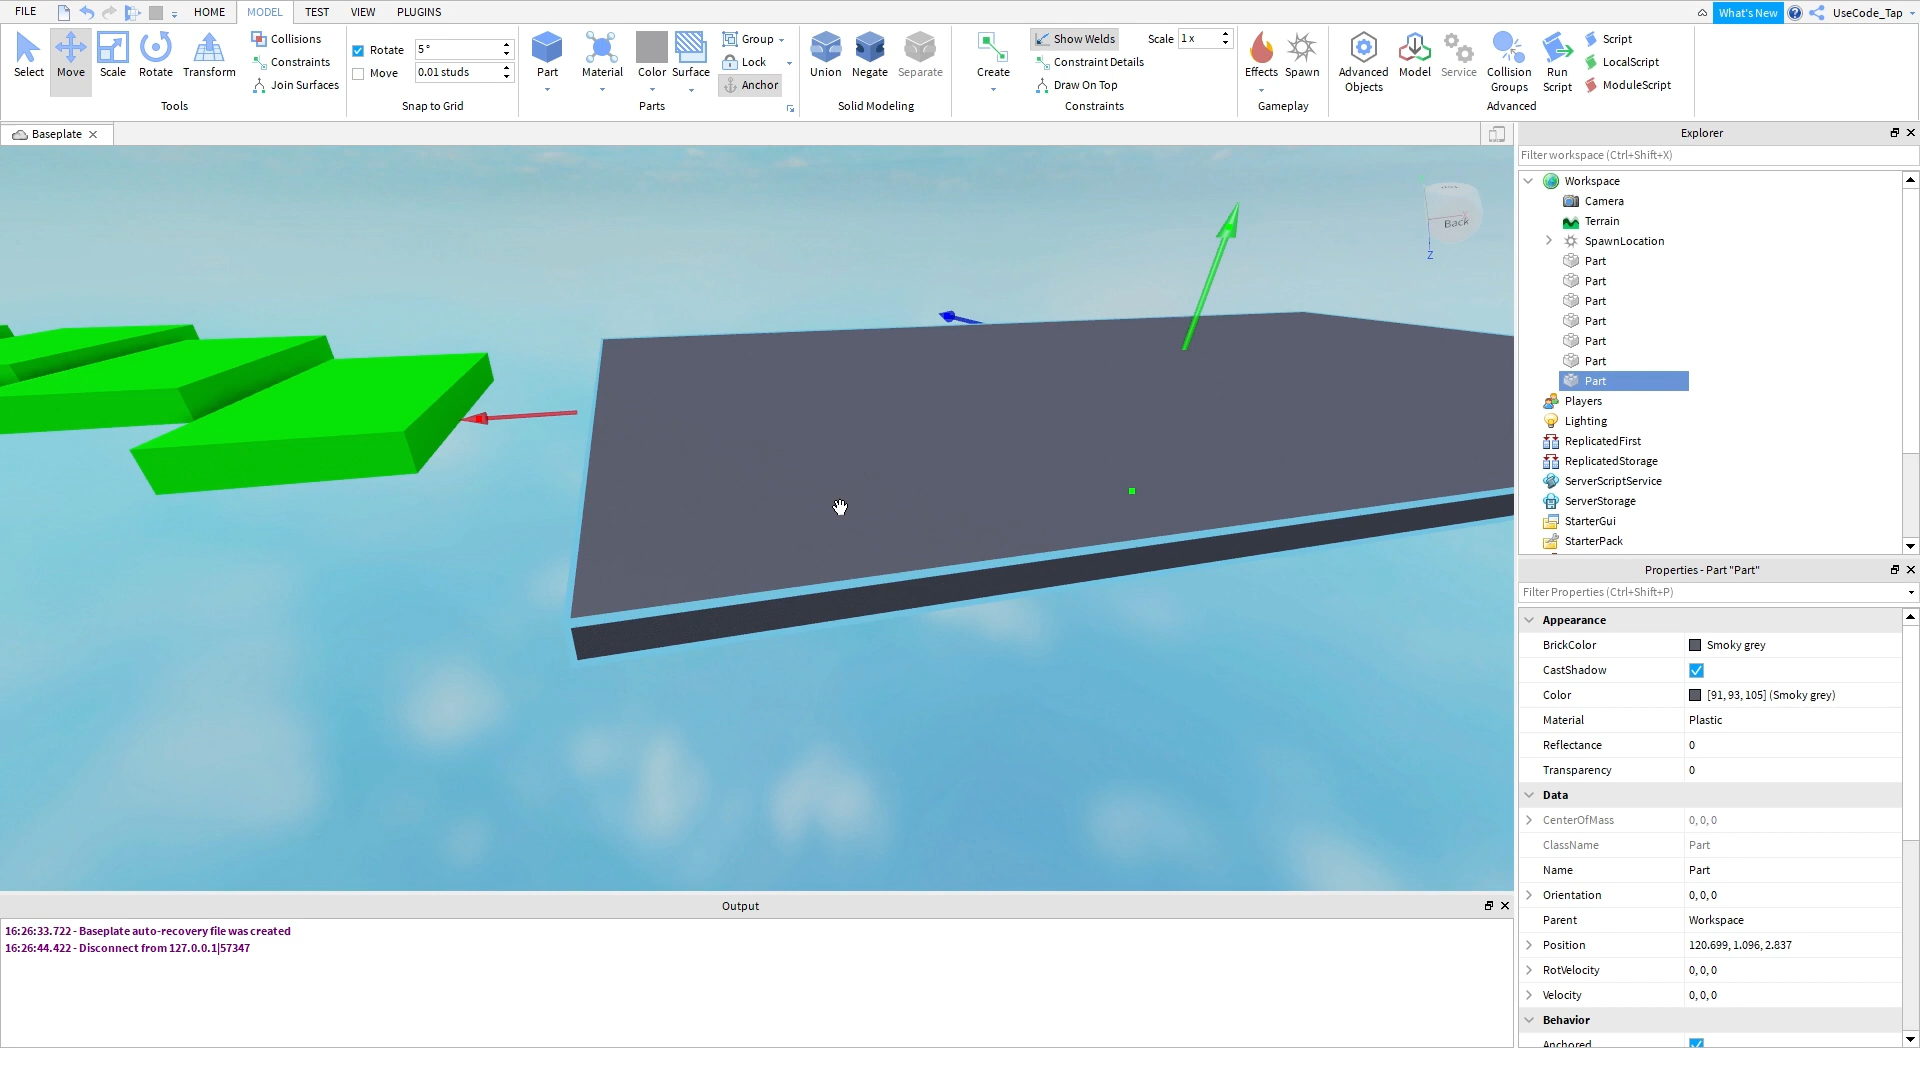 FILE HOME MODEL TEST VIEW PLUGINS What's New UseCode_Tap
Select Move Scale Rotate Transform
Collisions
Constraints
Join Surfaces
Tools
Rotate 5°
Move 0.01 studs
Snap to Grid
Part Material Color Surface
Group
Lock
Anchor
Parts
Union Negate Separate
Solid Modeling
Create
Show Welds Scale 1x
Constraint Details
Draw On Top
Constraints
Effects Spawn
Gameplay
Advanced Objects
Model
Service
Collision Groups
Run Script
Script
LocalScript
ModuleScript
Advanced
Baseplate
Back
Z
Explorer
Filter workspace (Ctrl+Shift+X)
Workspace
Camera
Terrain
SpawnLocation
Part
Part
Part
Part
Part
Part
Part
Players
Lighting
ReplicatedFirst
ReplicatedStorage
ServerScriptService
ServerStorage
StarterGui
StarterPack
Properties - Part "Part"
Filter Properties (Ctrl+Shift+P)
Appearance
BrickColor Smoky grey
CastShadow
Color [91, 93, 105] (Smoky grey)
Material Plastic
Reflectance 0
Transparency 0
Data
CenterOfMass 0, 0, 0
ClassName Part
Name Part
Orientation 0, 0, 0
Parent Workspace
Position 120.699, 1.096, 2.837
RotVelocity 0, 0, 0
Velocity 0, 0, 0
Behavior
Anchored
Output
16:26:33.722 - Baseplate auto-recovery file was created
16:26:44.422 - Disconnect from 127.0.0.1|57347